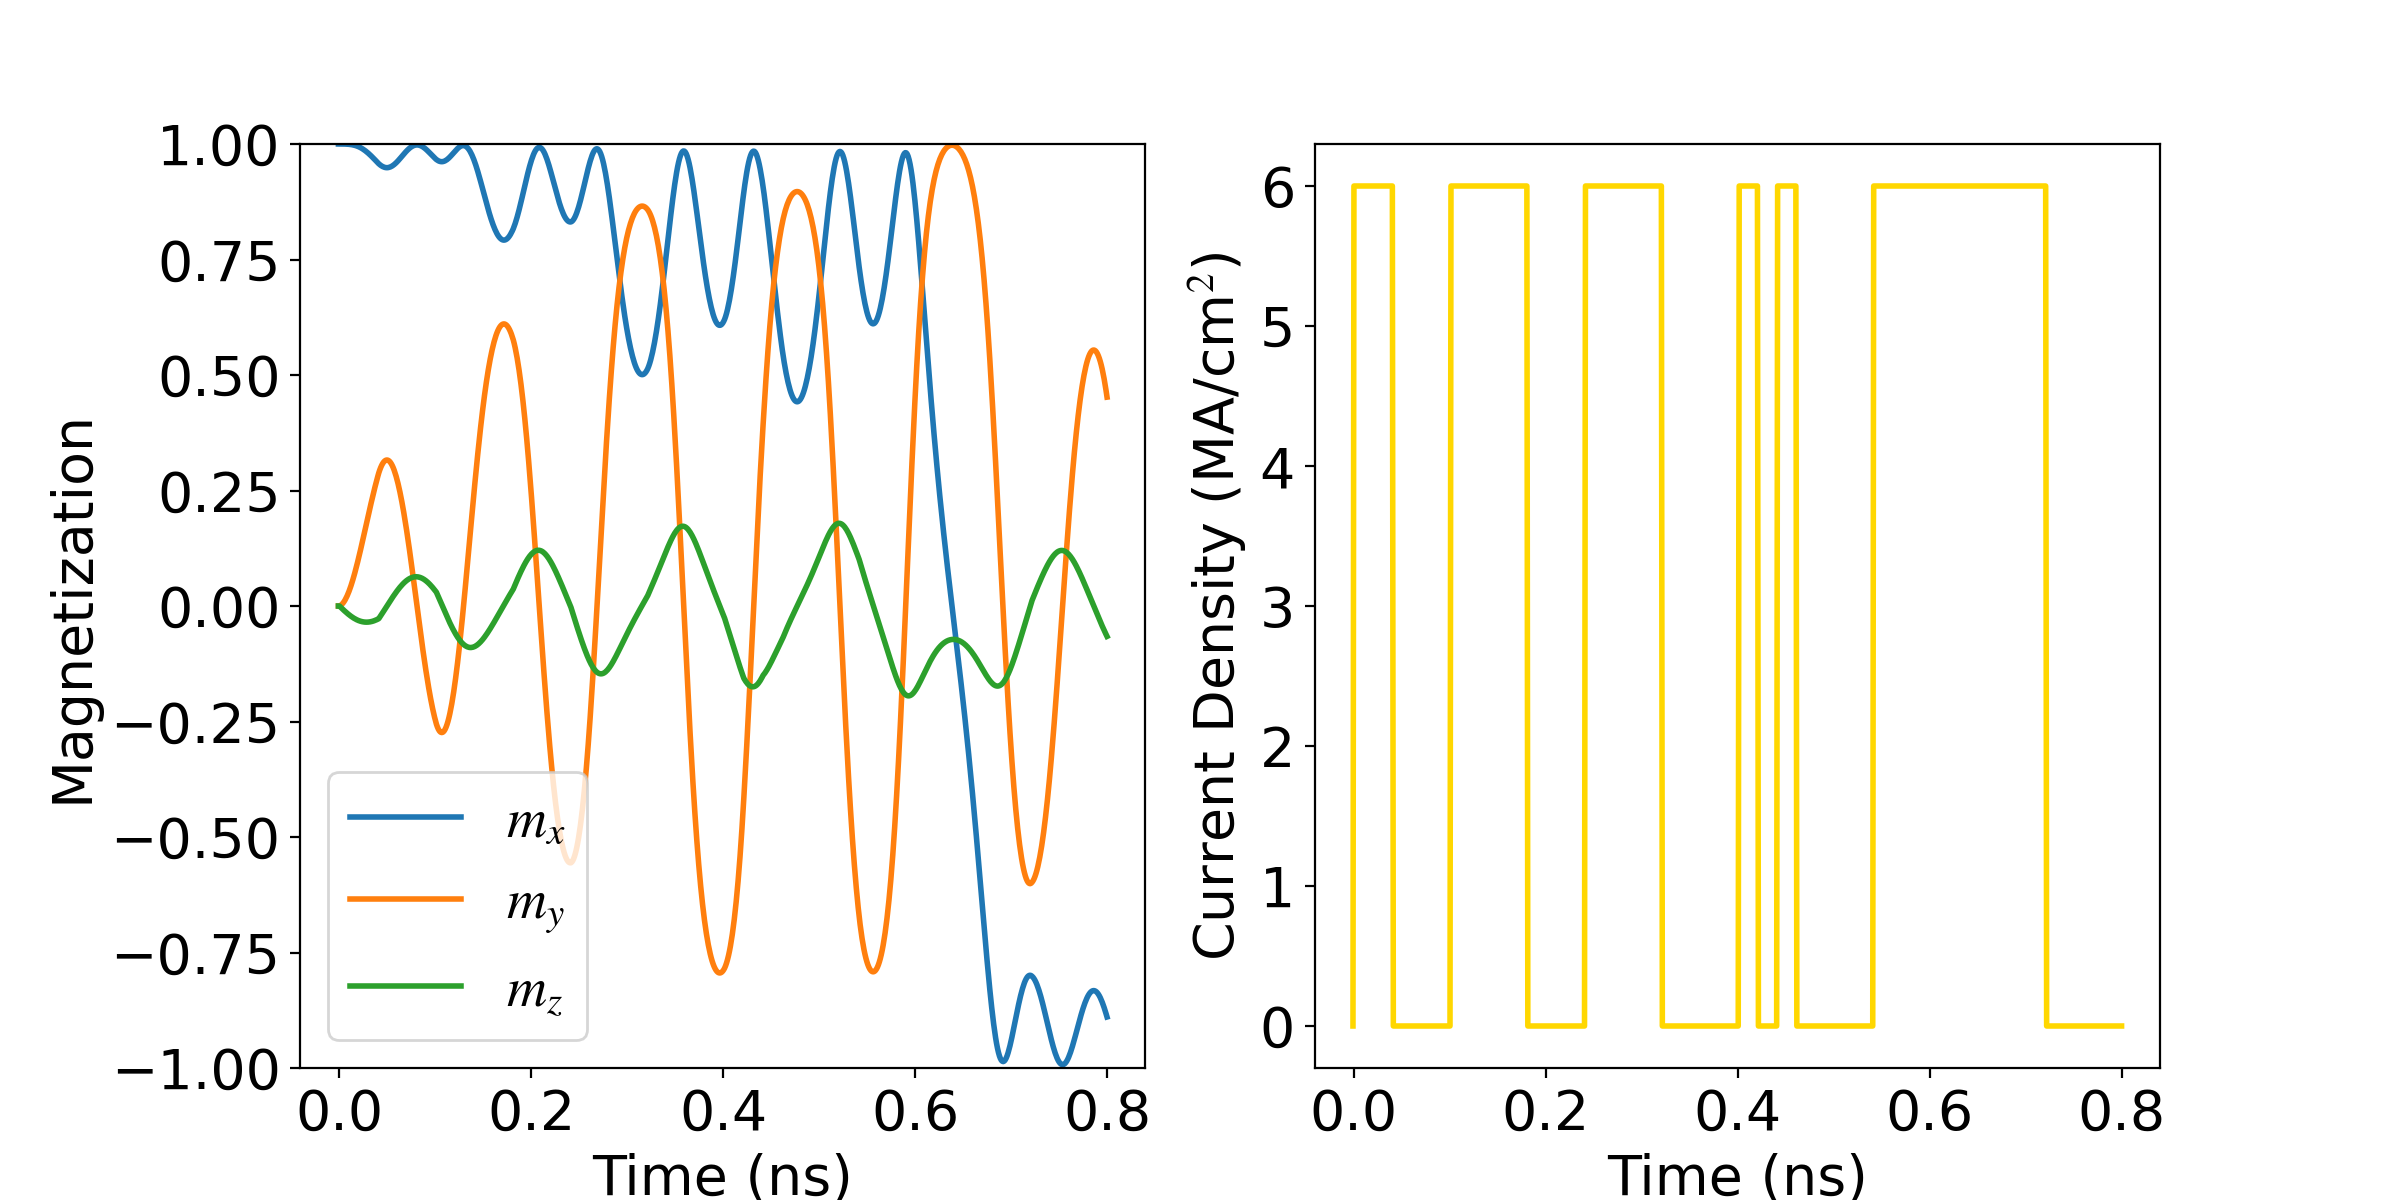 Magnetization
1.00
0.75
0.50
0.25
0.00
−0.25
−0.50
−0.75
−1.00
m_x
m_y
m_z
0.0 0.2 0.4 0.6 0.8
Time (ns)
Current Density (MA/cm²)
6
5
4
3
2
1
0
0.0 0.2 0.4 0.6 0.8
Time (ns)